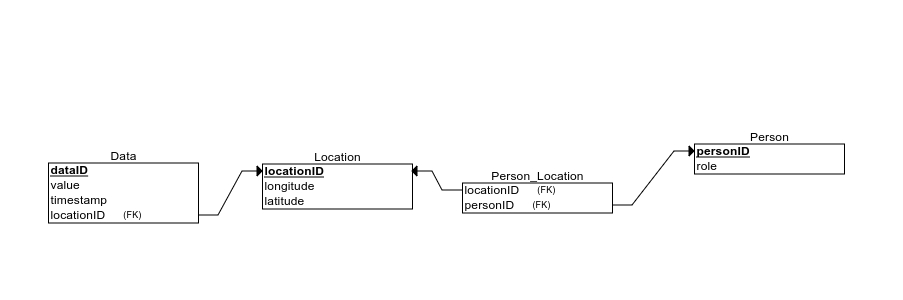 Data
dataID
value
timestamp
locationID (FK)
Location
locationID
longitude
latitude
Person_Location
locationID (FK)
personID (FK)
Person
personID
role